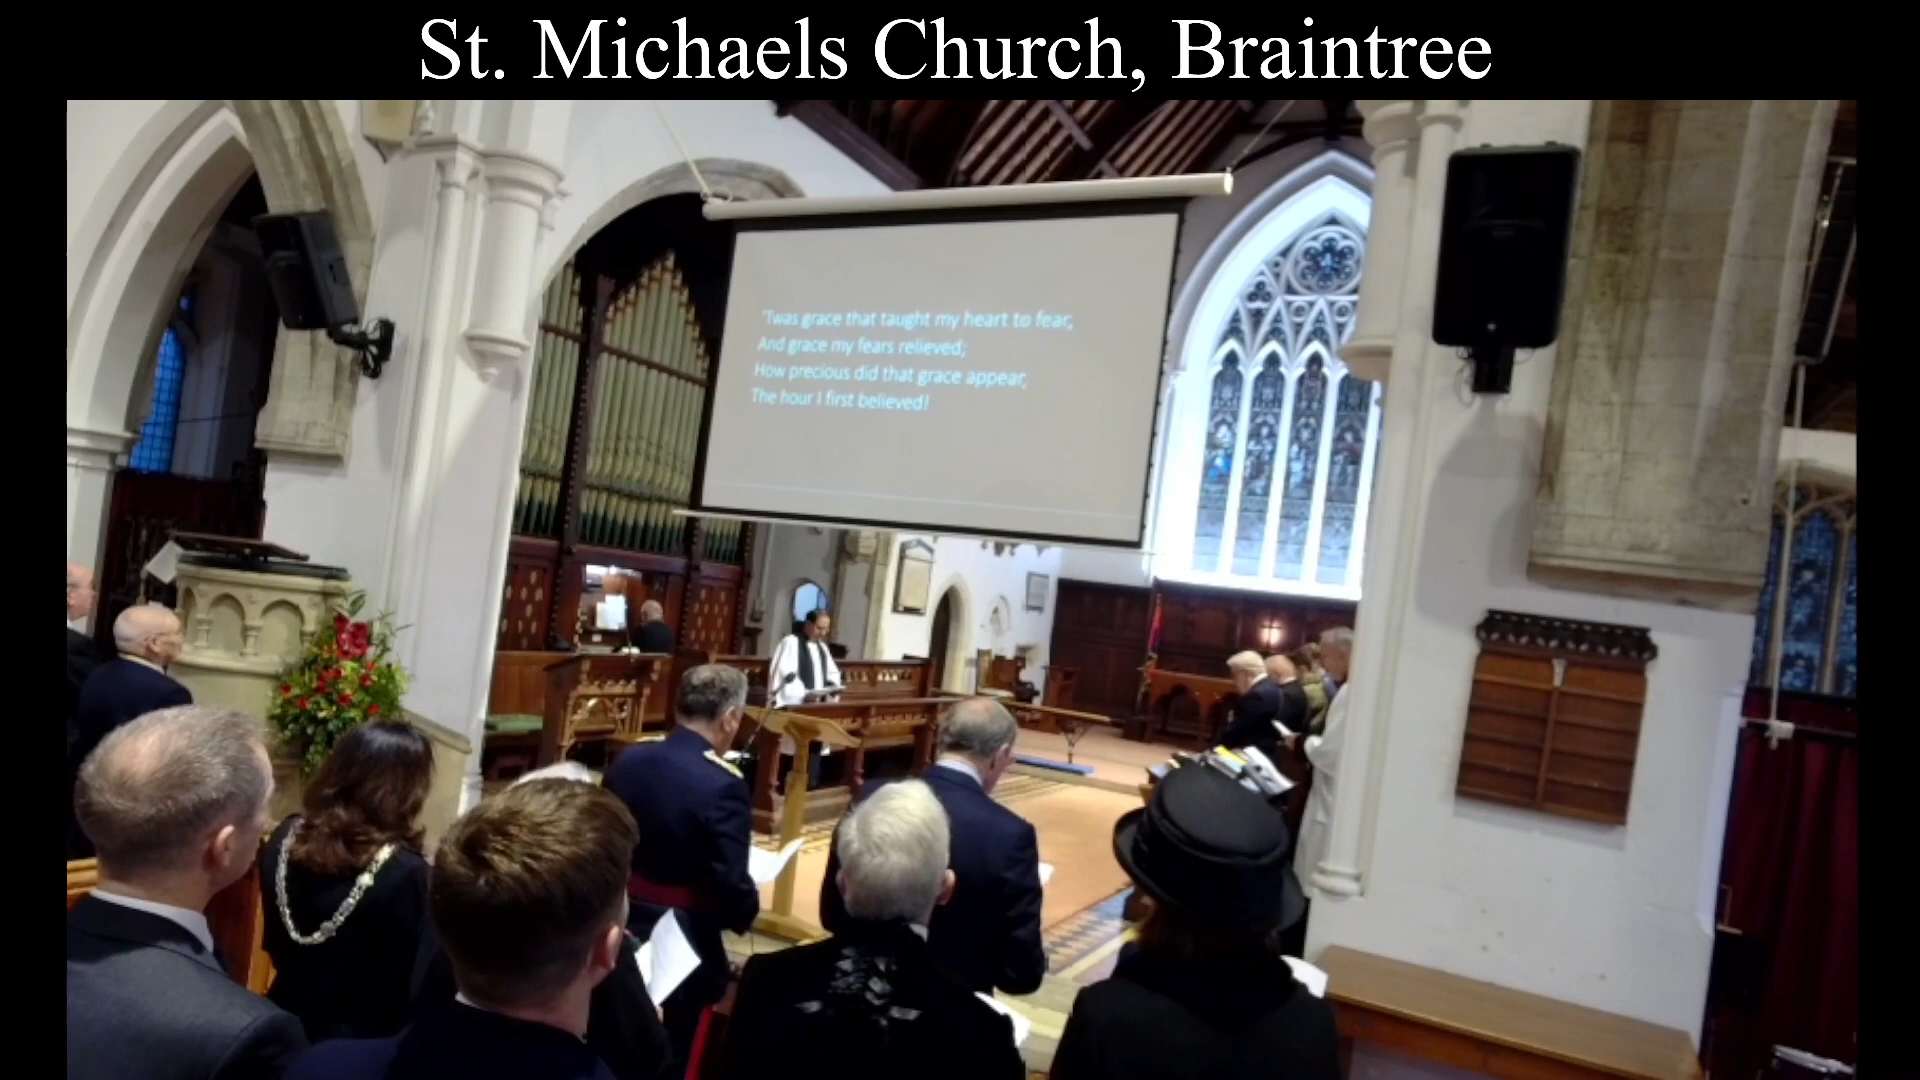 St. Michaels Church, Braintree
'Twas grace that taught my heart to fear,
And grace my fears relieved;
How precious did that grace appear,
The hour I first believed!